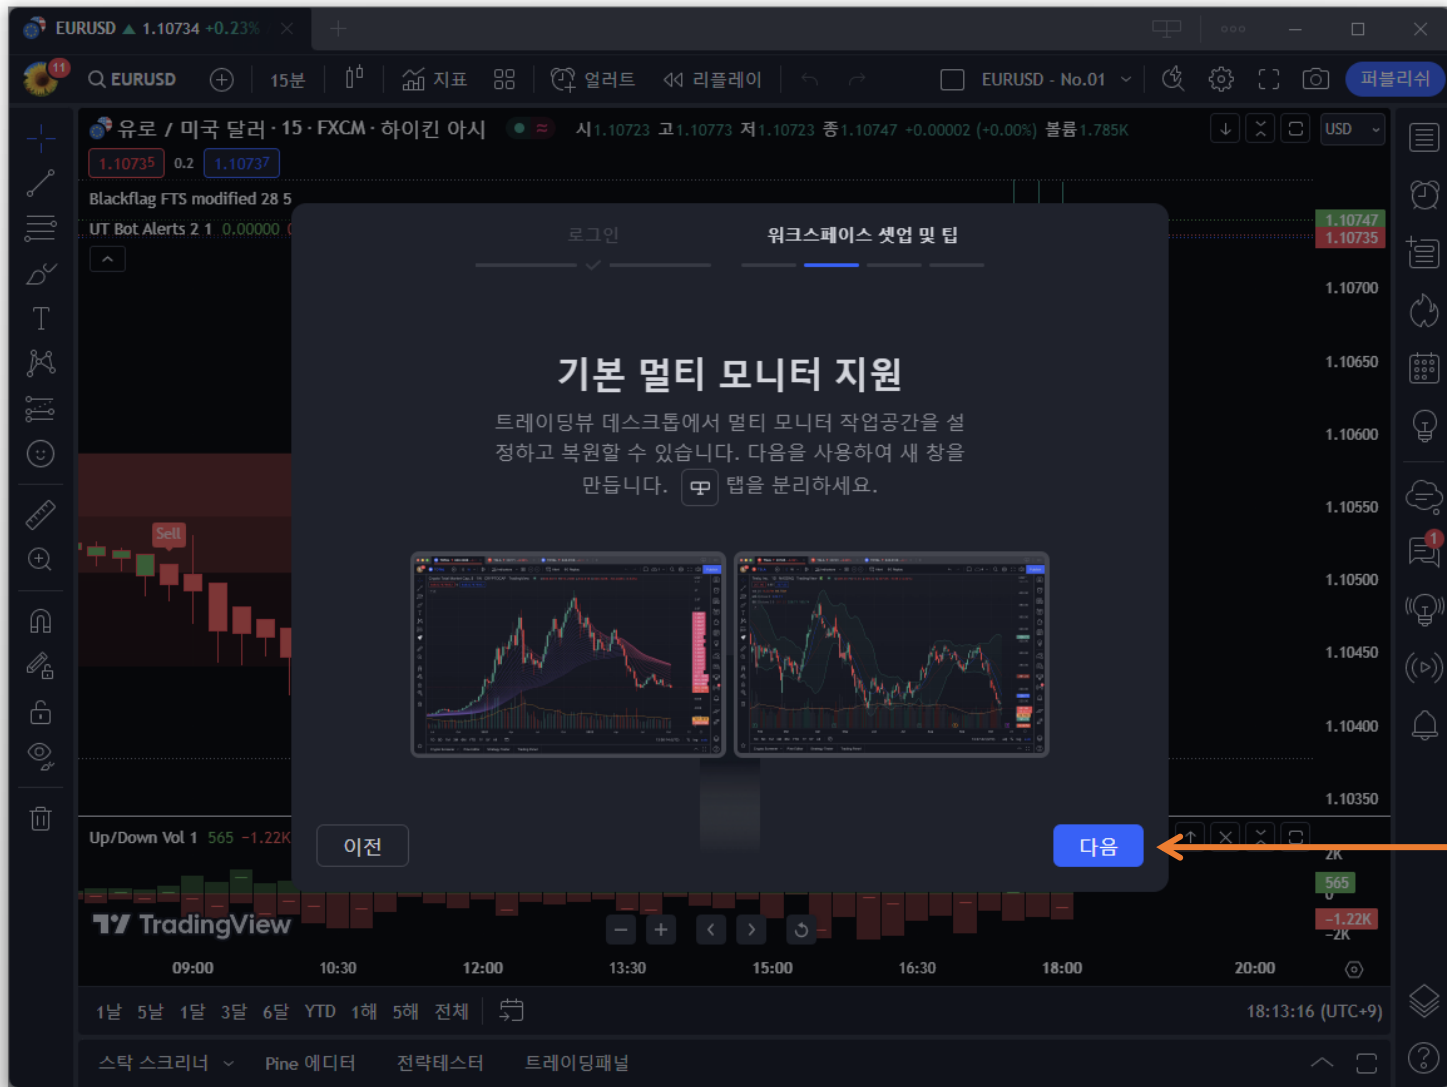 EURUSD ▲ 1.10734 +0.23%
11
EURUSD
15분
지표
얼러트
리플레이
EURUSD - No.01
퍼블리쉬
유로 / 미국 달러 · 15 · FXCM · 하이킨 아시
시1.10723 고1.10773 저1.10723 종1.10747 +0.00002 (+0.00%) 볼륨1.785K
USD
1.10735 0.2 1.10737
Blackflag FTS modified 28 5
UT Bot Alerts 2 1 0.00000
로그인
워크스페이스 셋업 및 팁
기본 멀티 모니터 지원
트레이딩뷰 데스크톱에서 멀티 모니터 작업공간을 설
정하고 복원할 수 있습니다. 다음을 사용하여 새 창을
만듭니다. 탭을 분리하세요.
이전
다음
Sell
1.10747
1.10735
1.10700
1.10650
1.10600
1.10550
1.10500
1.10450
1.10400
1.10350
1
Up/Down Vol 1 565 −1.22K
2K
565
0
−1.22K
−2K
TradingView
09:00 10:30 12:00 13:30 15:00 16:30 18:00 20:00
1날 5날 1달 3달 6달 YTD 1해 5해 전체
18:13:16 (UTC+9)
스탁 스크리너 Pine 에디터 전략테스터 트레이딩패널